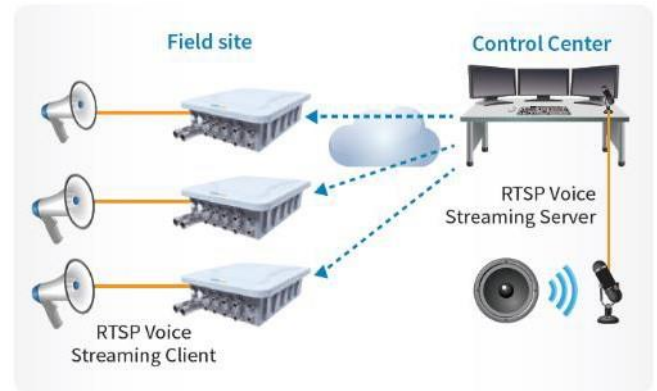 Field site
Control Center
RTSP Voice
Streaming Server
RTSP Voice
Streaming Client